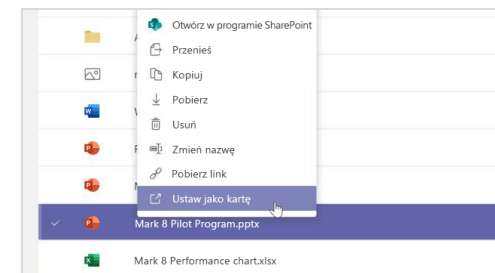 Otwórz w programie SharePoint
Przenieś
Kopiuj
Pobierz
Usuń
Zmień nazwę
Pobierz link
Ustaw jako kartę
Mark 8 Pilot Program.pptx
Mark 8 Performance chart.xlsx